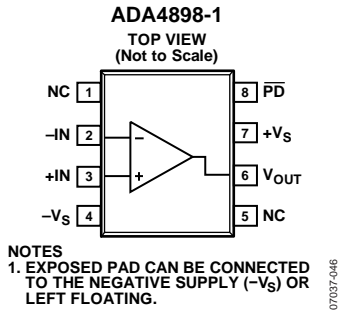 ADA4898-1
TOP VIEW
(Not to Scale)
NC 1
8 P̅D̅
–IN 2
7 +VS
+IN 3
6 VOUT
–VS 4
5 NC
–
+
NOTES
1. EXPOSED PAD CAN BE CONNECTED
TO THE NEGATIVE SUPPLY (–VS) OR
LEFT FLOATING.
07037-046